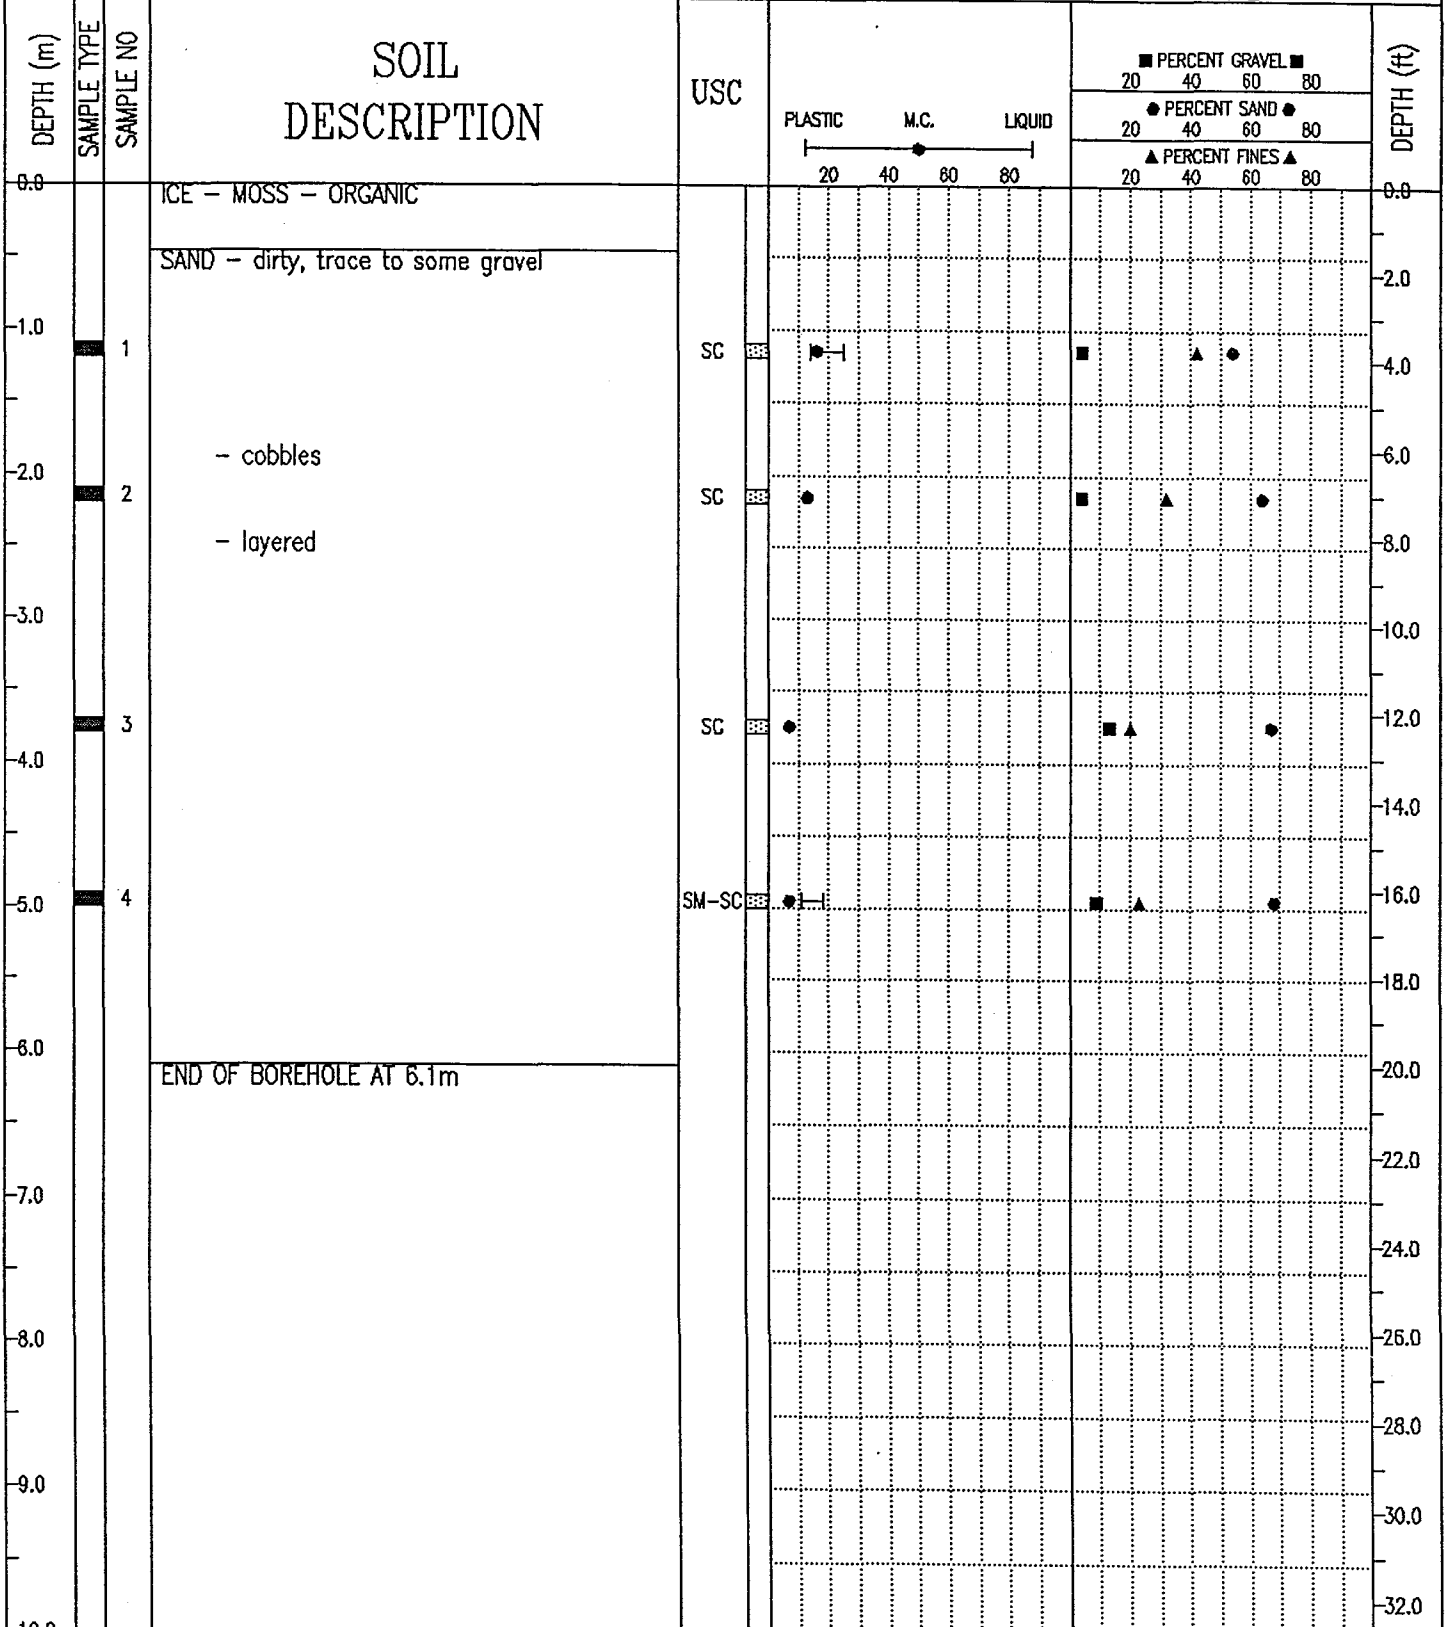 DEPTH (m)
SAMPLE TYPE
SAMPLE NO
SOIL
DESCRIPTION
USC
PLASTIC M.C. LIQUID
20 40 60 80
■ PERCENT GRAVEL ■
20 40 60 80
● PERCENT SAND ●
20 40 60 80
▲ PERCENT FINES ▲
20 40 60 80
DEPTH (ft)
0.0
ICE – MOSS – ORGANIC
0.0
SAND – dirty, trace to some gravel
2.0
1.0
1
SC
4.0
– cobbles
6.0
2.0
2
SC
– layered
8.0
3.0
10.0
3
SC
12.0
4.0
14.0
4
SM-SC
16.0
5.0
18.0
6.0
END OF BOREHOLE AT 6.1m
20.0
22.0
7.0
24.0
8.0
26.0
28.0
9.0
30.0
32.0